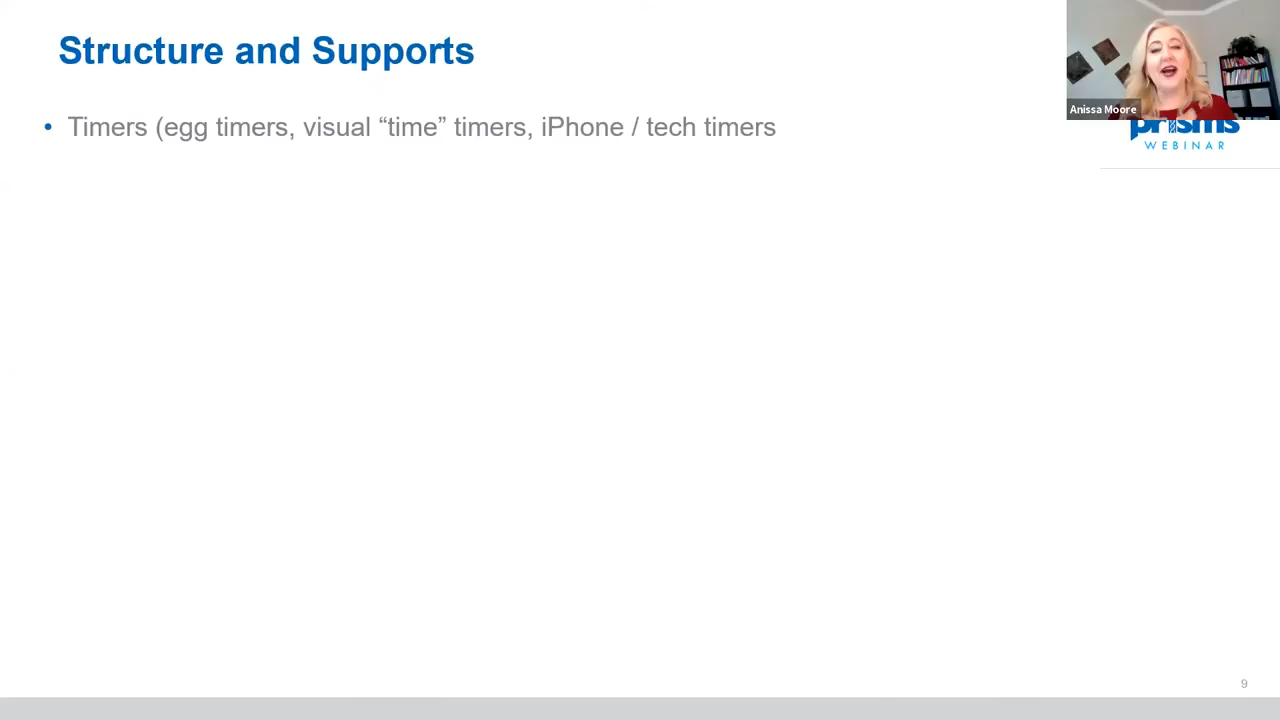 Structure and Supports
Anissa Moore
• Timers (egg timers, visual “time” timers, iPhone / tech timers
prisms
WEBINAR
9